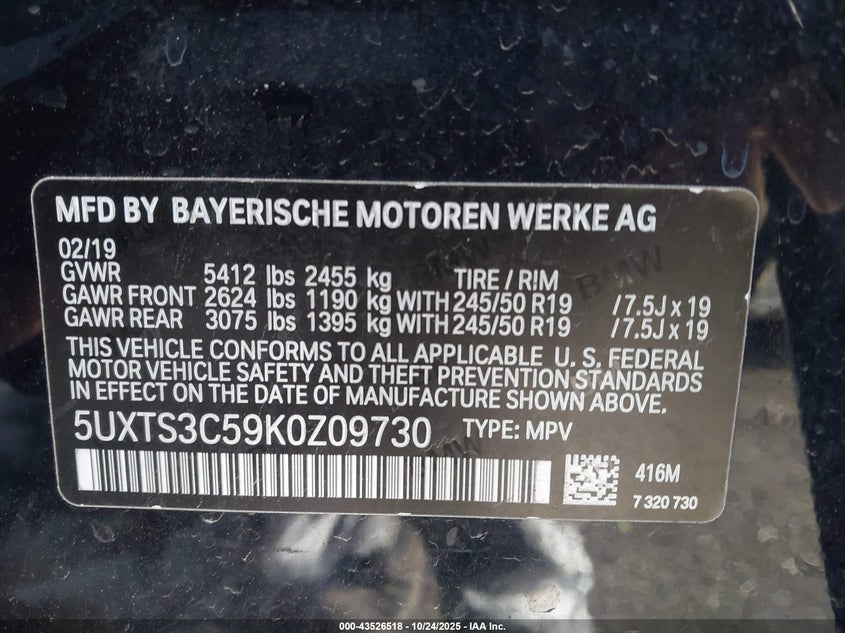 MFD BY BAYERISCHE MOTOREN WERKE AG
02/19
GVWR 5412 lbs 2455 kg TIRE / RIM
GAWR FRONT 2624 lbs 1190 kg WITH 245/50 R19 / 7.5J x 19
GAWR REAR 3075 lbs 1395 kg WITH 245/50 R19 / 7.5J x 19
THIS VEHICLE CONFORMS TO ALL APPLICABLE U. S. FEDERAL
MOTOR VEHICLE SAFETY AND THEFT PREVENTION STANDARDS
IN EFFECT ON THE DATE OF MANUFACTURE SHOWN ABOVE.
5UXTS3C59K0Z09730 TYPE: MPV
416M
7 320 730
BMW
000-43526518 - 10/24/2025 - IAA Inc.